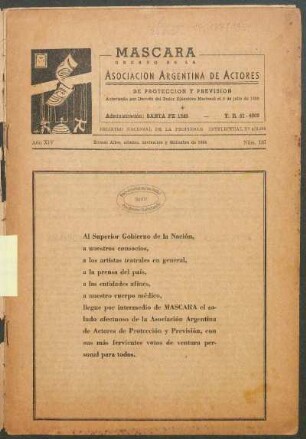 MASCARA
ORGANO DE LA
ASOCIACION ARGENTINA DE ACTORES
DE PROTECCION Y PREVISION
Administración: SANTA FE
Año XIV
Núm.
Al Superior Gobierno de la Nación,
a nuestros consocios,
a los artistas teatrales en general,
a la prensa del país,
a las entidades afines,
a nuestro cuerpo médico,
llegue por intermedio de MASCARA el sa-
ludo afectuoso de la Asociación Argentina
de Actores de Protección y Previsión, con
sus más fervientes votos de ventura per-
sonal para todos.